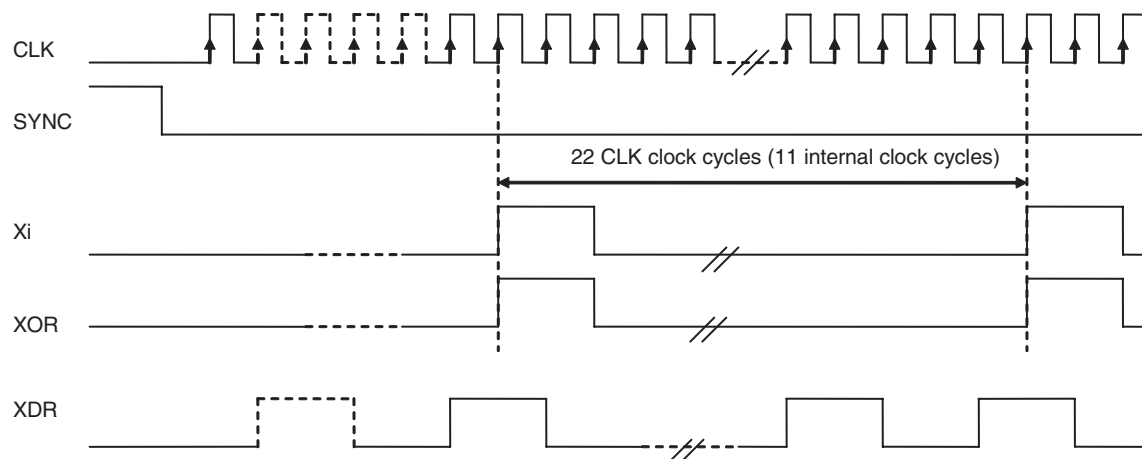 CLK
SYNC
22 CLK clock cycles (11 internal clock cycles)
Xi
XOR
XDR